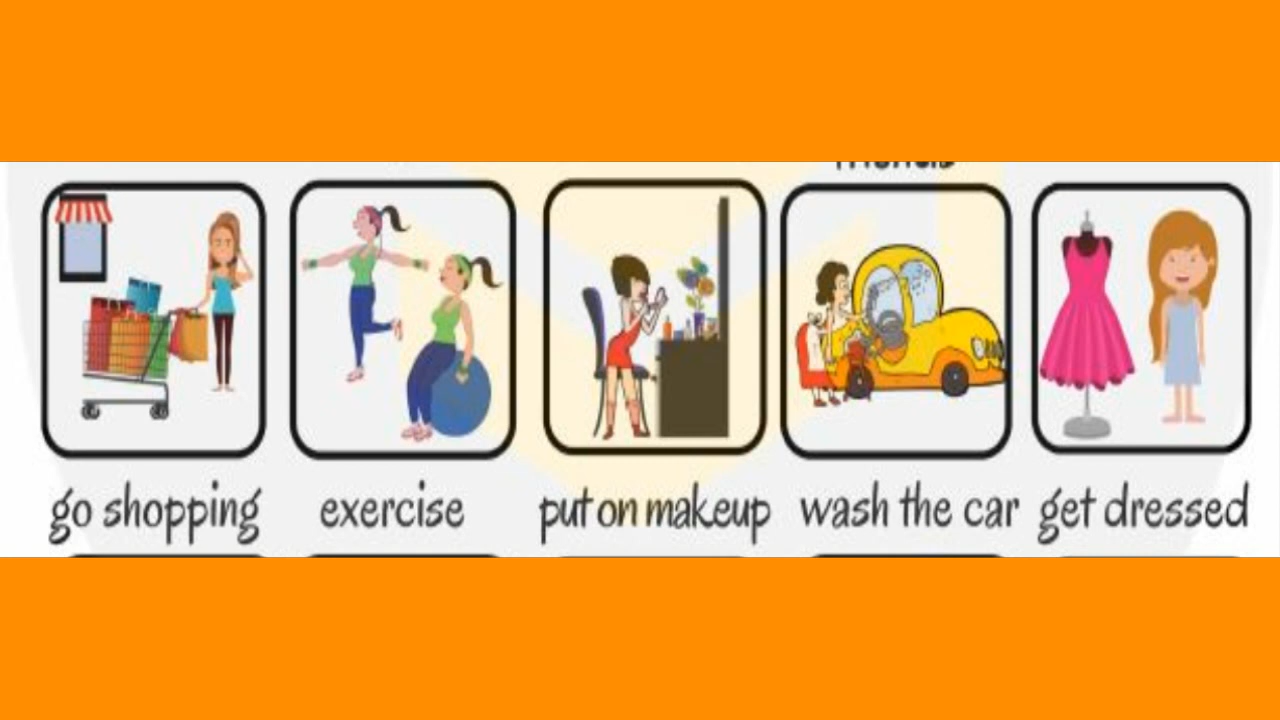 go shopping
exercise
put on makeup
wash the car
get dressed